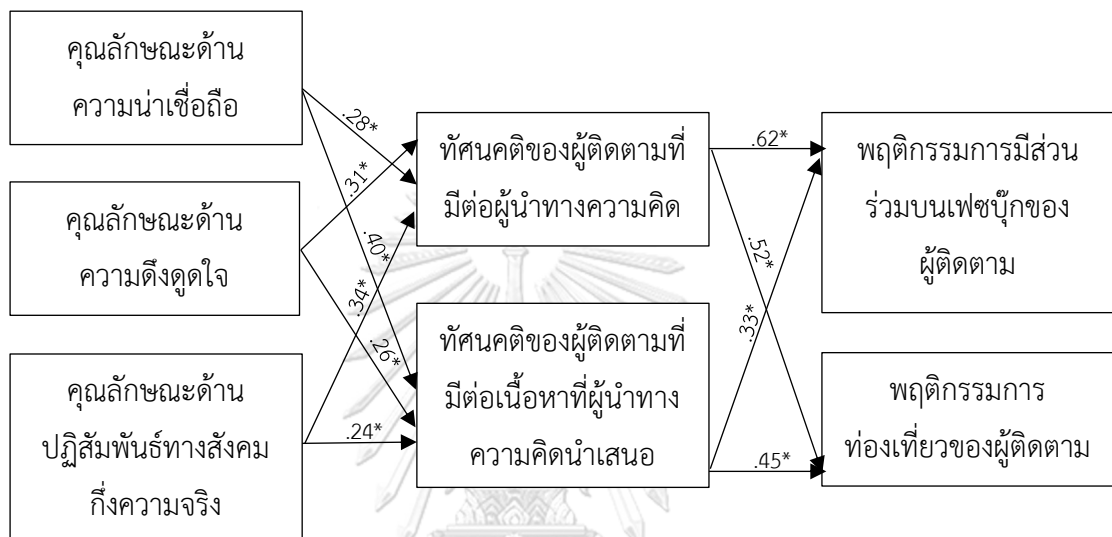 คุณลักษณะด้าน
ความน่าเชื่อถือ
คุณลักษณะด้าน
ความดึงดูดใจ
คุณลักษณะด้าน
ปฏิสัมพันธ์ทางสังคม
กึ่งความจริง
.28*
.31*
.40*
.34*
.26*
.24*
ทัศนคติของผู้ติดตามที่
มีต่อผู้นำทางความคิด
ทัศนคติของผู้ติดตามที่
มีต่อเนื้อหาที่ผู้นำทาง
ความคิดนำเสนอ
.62*
.52*
.33*
.45*
พฤติกรรมการมีส่วน
ร่วมบนเฟซบุ๊กของ
ผู้ติดตาม
พฤติกรรมการ
ท่องเที่ยวของผู้ติดตาม